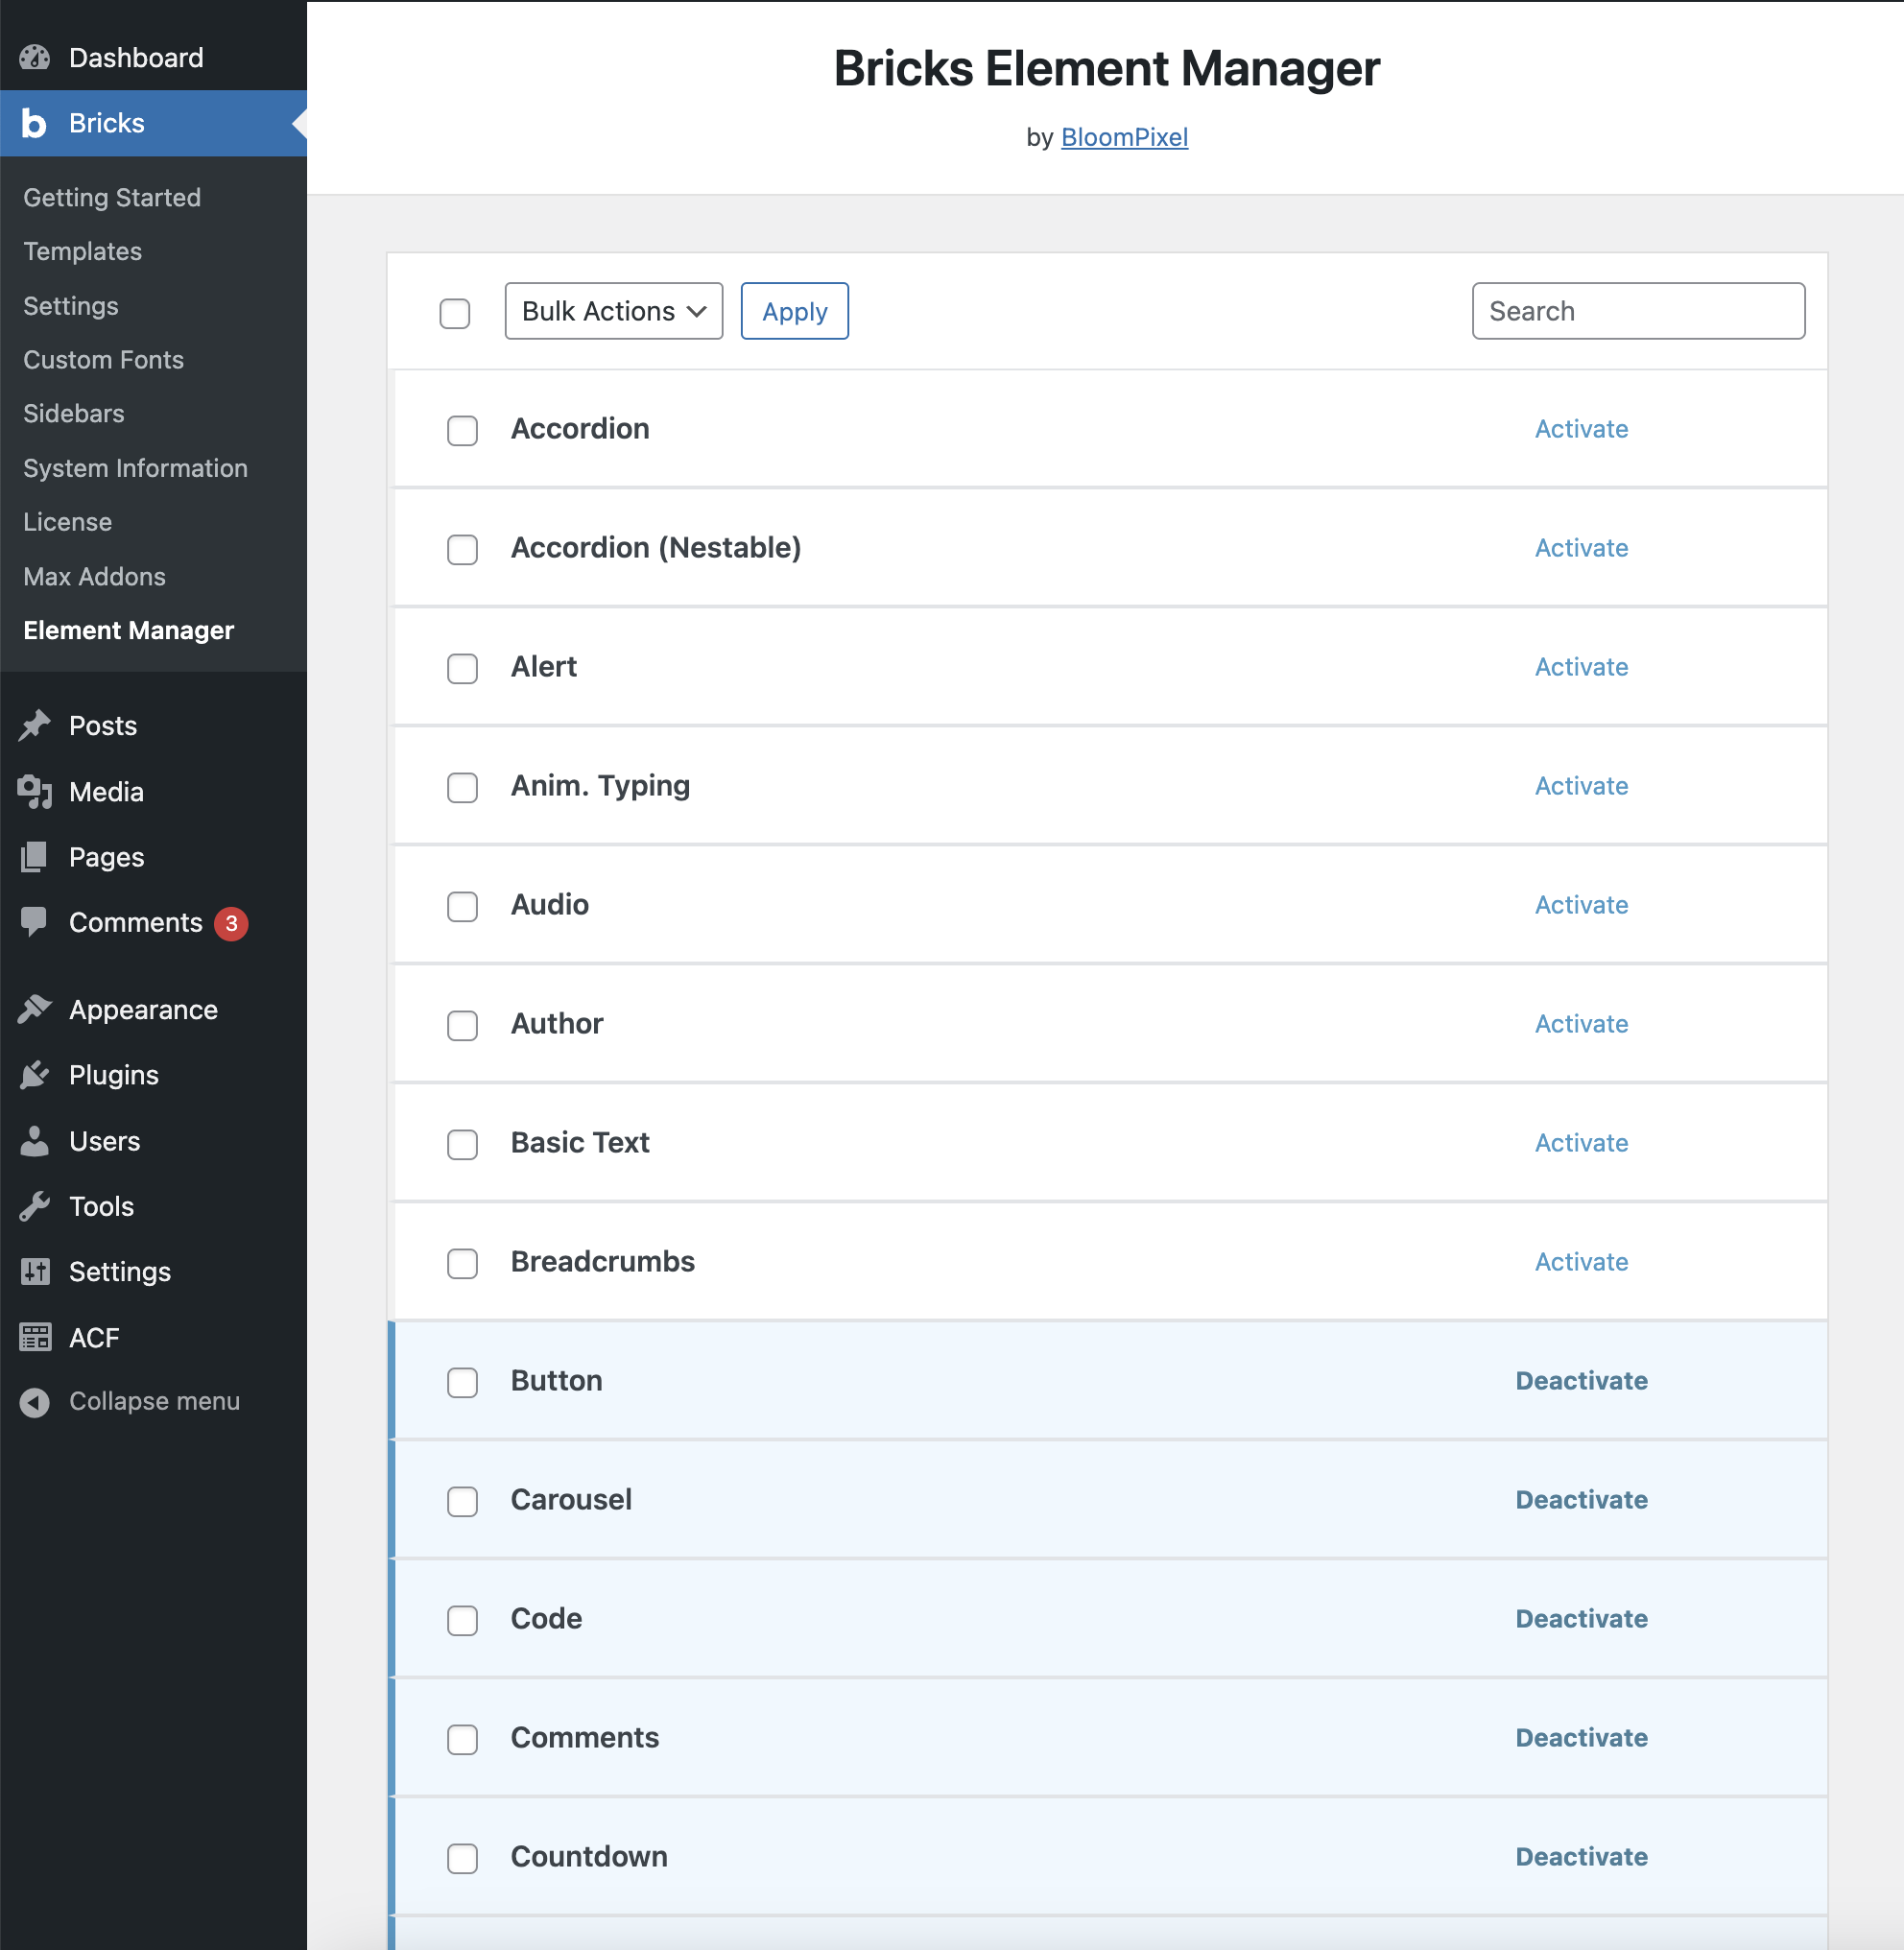 Dashboard
Bricks
Getting Started
Templates
Settings
Custom Fonts
Sidebars
System Information
License
Max Addons
Element Manager
Posts
Media
Pages
Comments 3
Appearance
Plugins
Users
Tools
Settings
ACF
Collapse menu
Bricks Element Manager
by BloomPixel
Bulk Actions Apply Search
Accordion Activate
Accordion (Nestable) Activate
Alert Activate
Anim. Typing Activate
Audio Activate
Author Activate
Basic Text Activate
Breadcrumbs Activate
Button Deactivate
Carousel Deactivate
Code Deactivate
Comments Deactivate
Countdown Deactivate